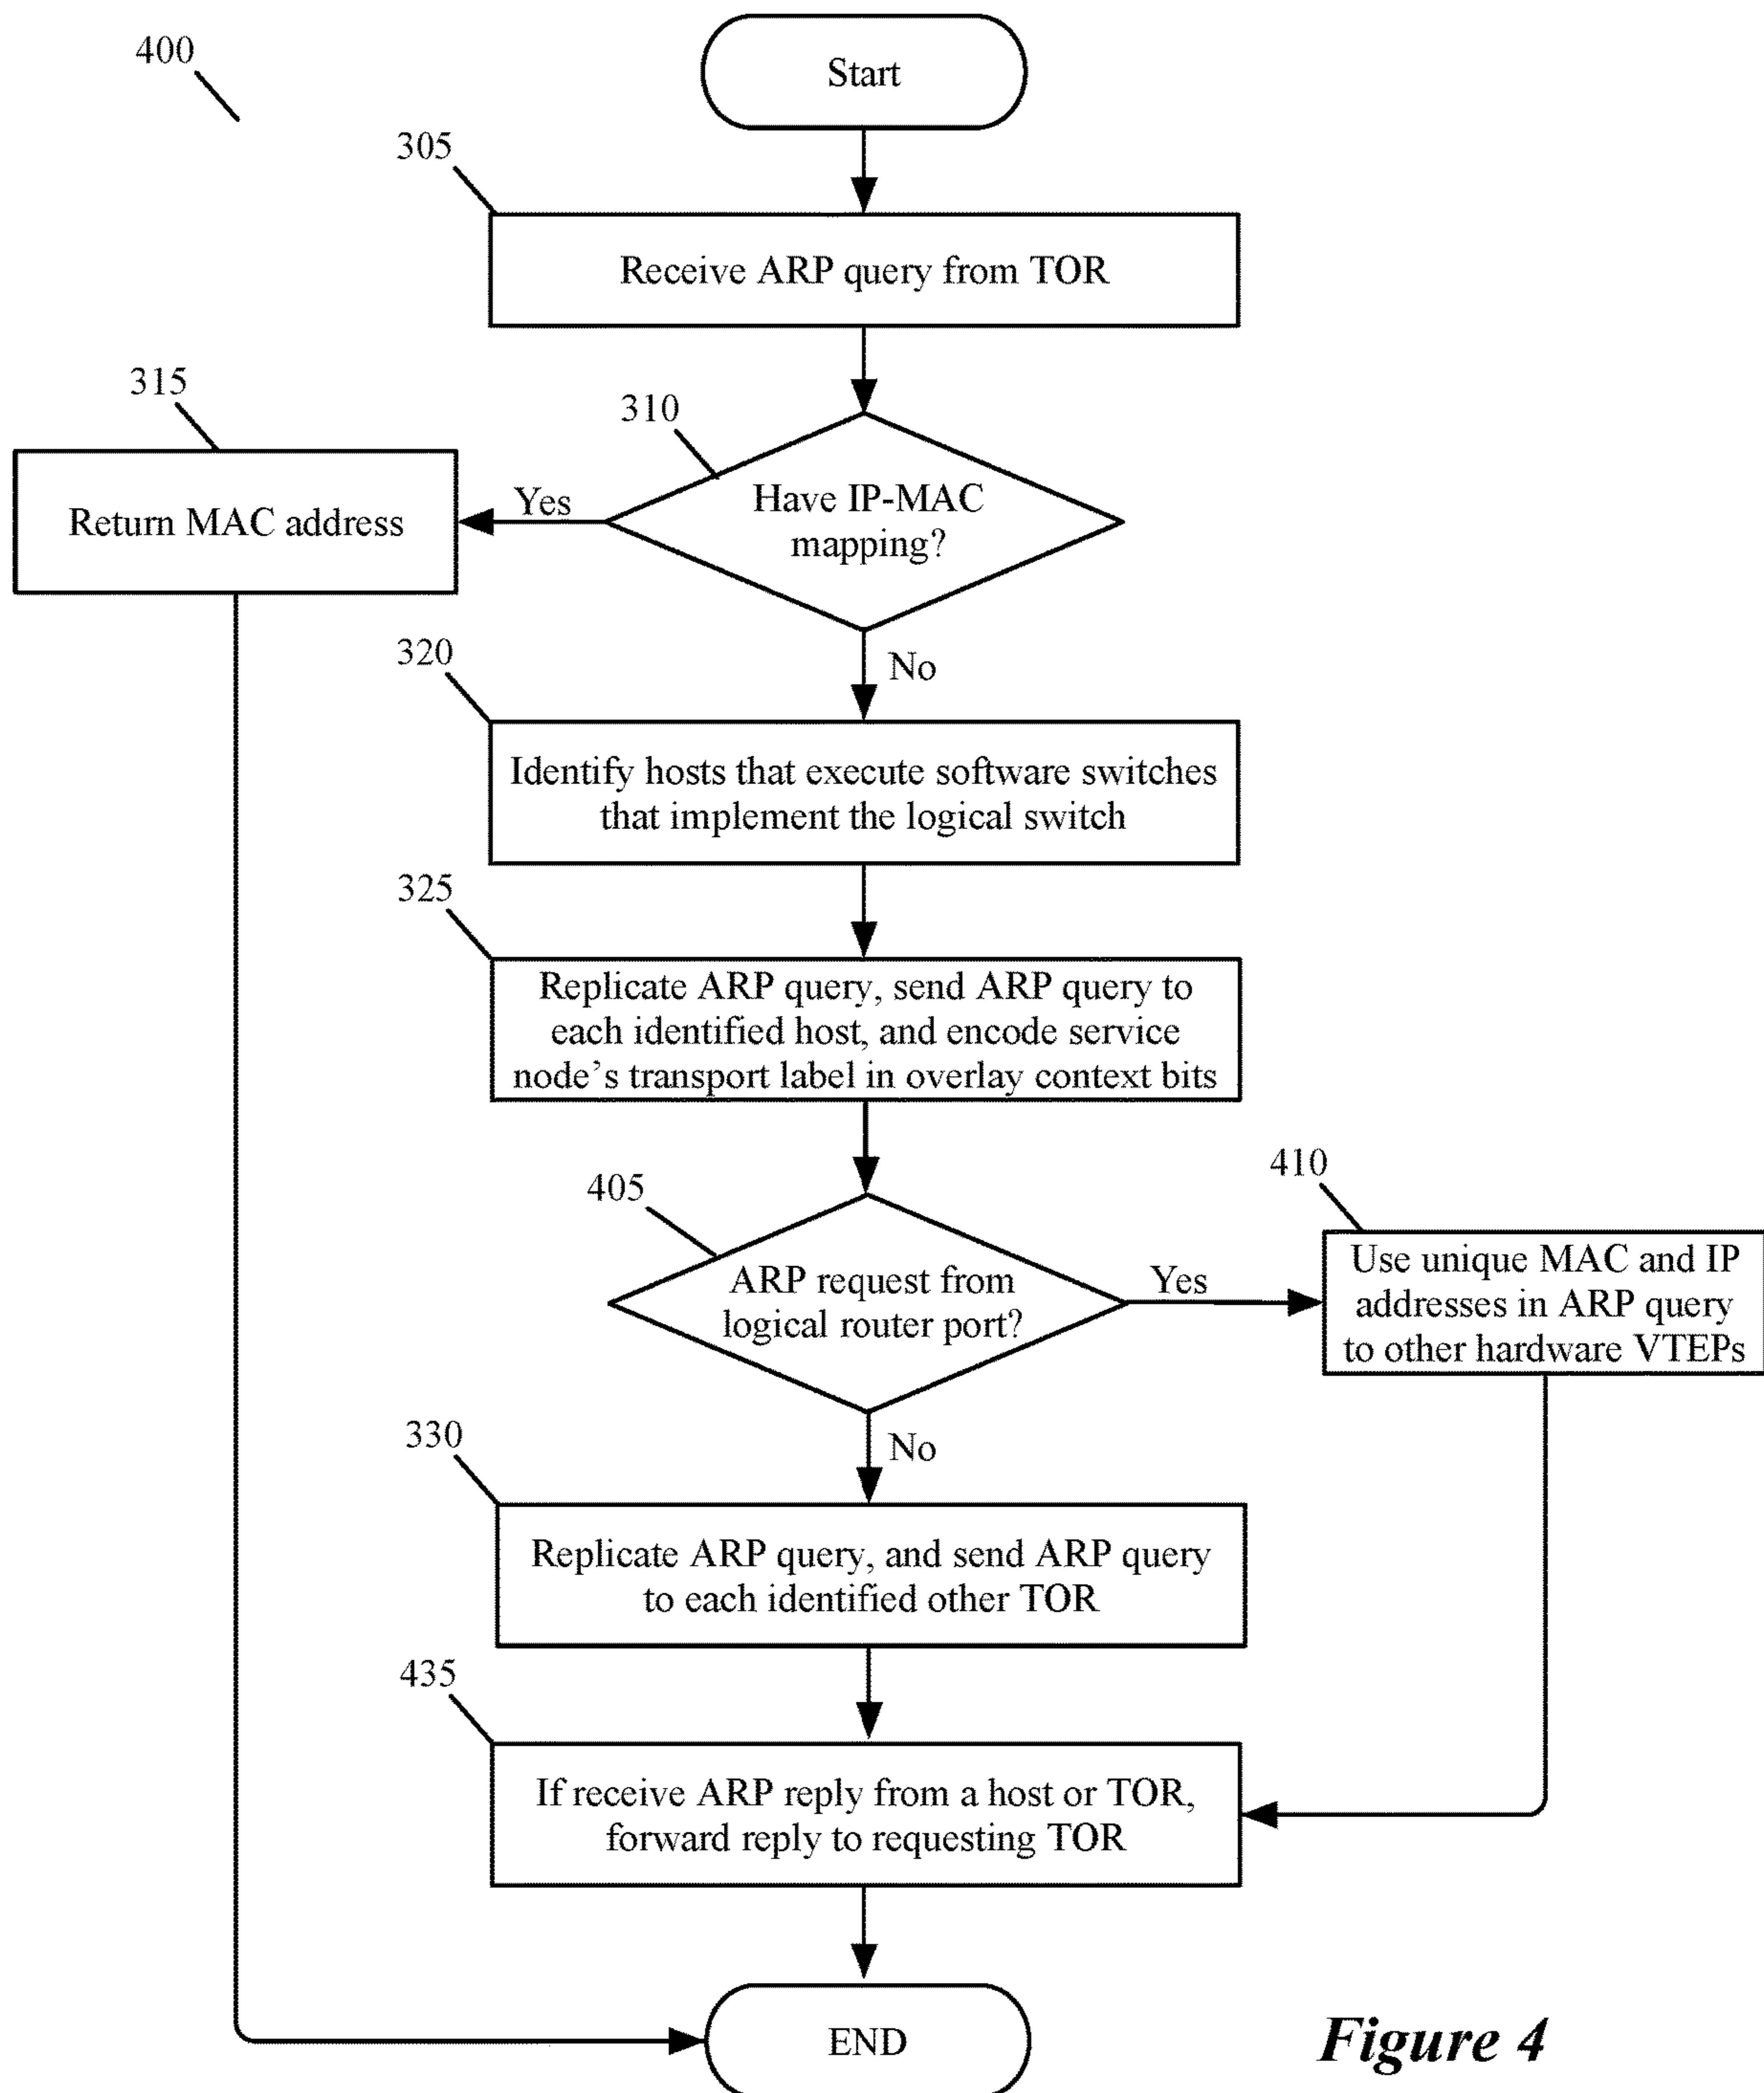 400
Start
305
Receive ARP query from TOR
315
310
Return MAC address
Yes
Have IP-MAC
mapping?
320
No
Identify hosts that execute software switches
that implement the logical switch
325
Replicate ARP query, send ARP query to
each identified host, and encode service
node's transport label in overlay context bits
405
410
ARP request from
logical router port?
Yes
Use unique MAC and IP
addresses in ARP query
to other hardware VTEPs
330
No
Replicate ARP query, and send ARP query
to each identified other TOR
435
If receive ARP reply from a host or TOR,
forward reply to requesting TOR
END
Figure 4